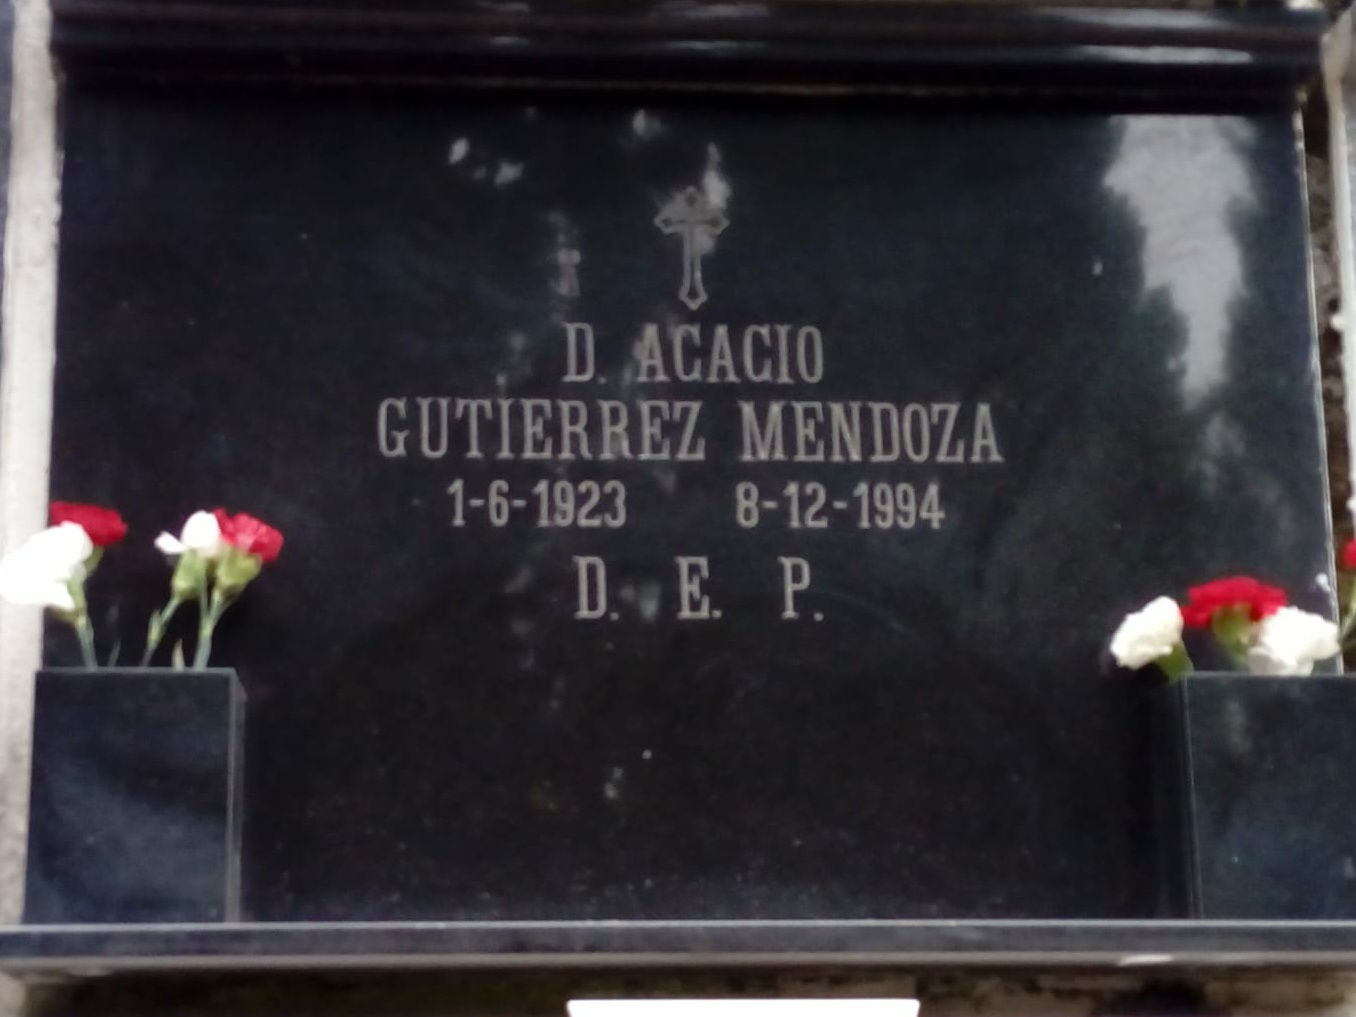 D. ACACIO
GUTIERREZ MENDOZA
1-6-1923 8-12-1994
D. E. P.